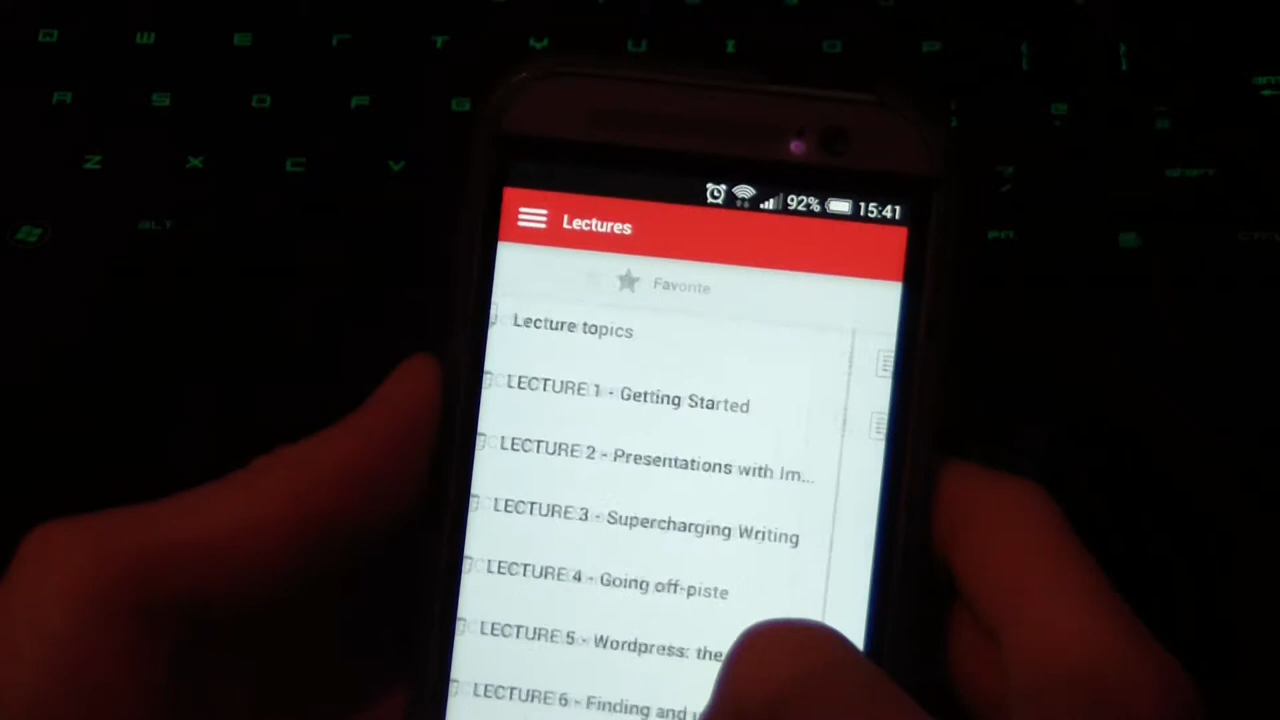 Q W E R T Y U I O P { }
A S D F G
Z X C V
ALT
92% 15:41
Lectures
Favorite
Lecture topics
LECTURE 1 - Getting Started
LECTURE 2 - Presentations with Im...
LECTURE 3 - Supercharging Writing
LECTURE 4 - Going off-piste
LECTURE 5 - Wordpress: the
LECTURE 6 - Finding and